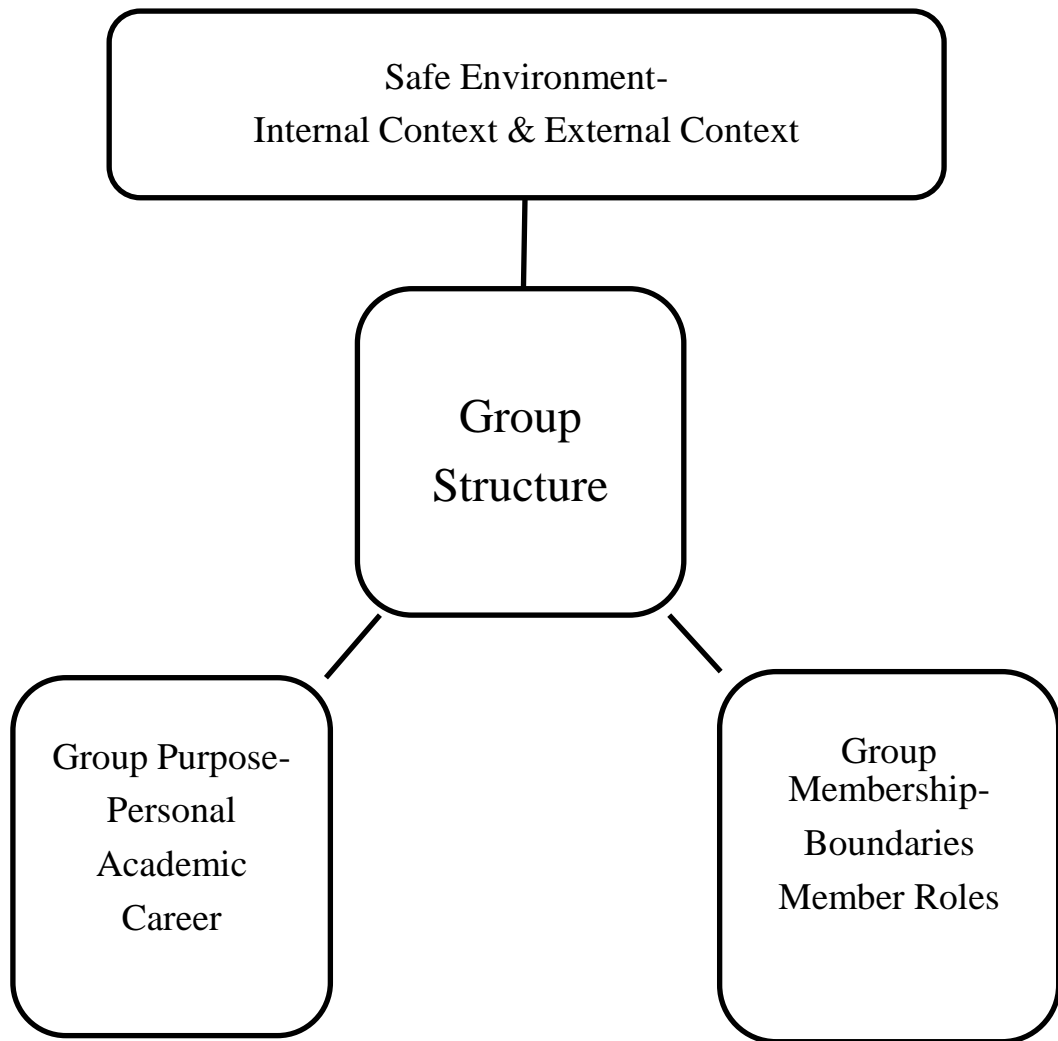 Safe Environment-
Internal Context & External Context
Group
Structure
Group Purpose-
Personal
Academic
Career
Group
Membership-
Boundaries
Member Roles